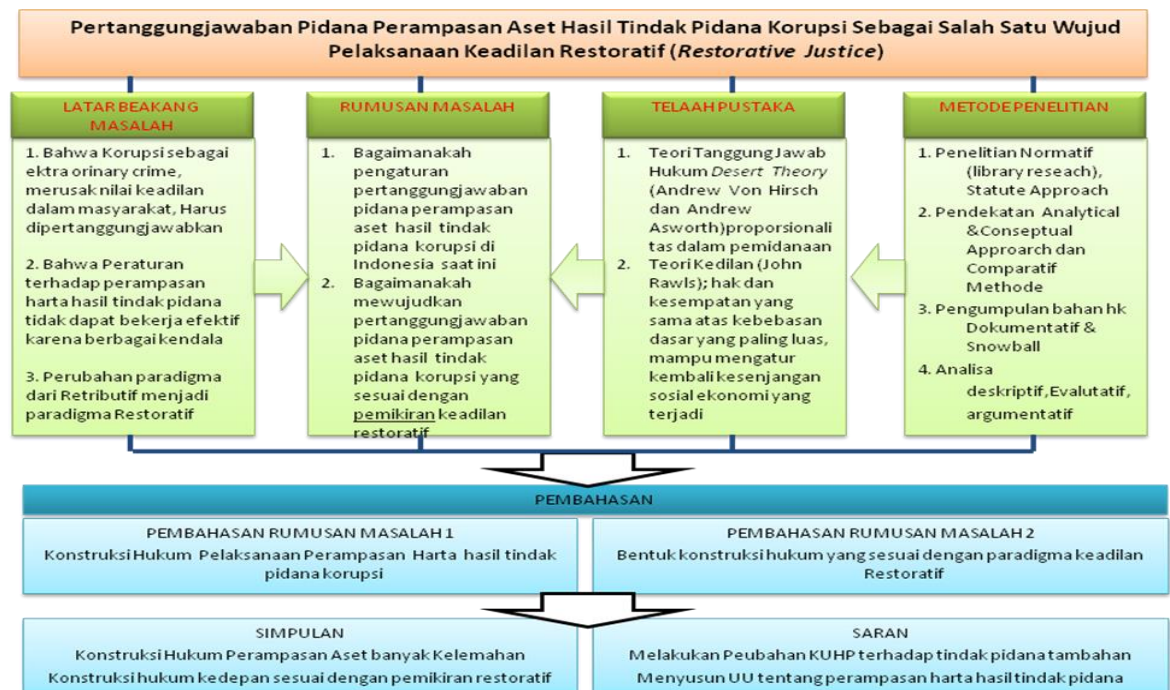 Pertanggungjawaban Pidana Perampasan Aset Hasil Tindak Pidana Korupsi Sebagai Salah Satu Wujud
Pelaksanaan Keadilan Restoratif (Restorative Justice)
LATAR BEAKANG
MASALAH
1. Bahwa Korupsi sebagai
ektra orinary crime,
merusak nilai keadilan
dalam masyarakat, Harus
dipertanggungjawabkan
2. Bahwa Peraturan
terhadap perampasan
harta hasil tindak pidana
tidak dapat bekerja efektif
karena berbagai kendala
3. Perubahan paradigma
dari Retributif menjadi
paradigma Restoratif
RUMUSAN MASALAH
1. Bagaimanakah
pengaturan
pertanggungjawaban
pidana perampasan
aset hasil tindak
pidana korupsi di
Indonesia saat ini
2. Bagaimanakah
mewujudkan
pertanggungjawaban
pidana perampasan
aset hasil tindak
pidana korupsi yang
sesuai dengan
pemikiran keadilan
restoratif
TELAAH PUSTAKA
1. Teori Tanggung Jawab
Hukum Desert Theory
(Andrew Von Hirsch
dan Andrew
Asworth)proporsionali
tas dalam pemidanaan
2. Teori Kedilan (John
Rawls); hak dan
kesempatan yang
sama atas kebebasan
dasar yang paling luas,
mampu mengatur
kembali kesenjangan
sosial ekonomi yang
terjadi
METODE PENELITIAN
1. Penelitian Normatif
(library reseach),
Statute Approach
2. Pendekatan Analytical
&Conseptual
Approarch dan
Comparatif
Methode
3. Pengumpulan bahan hk
Dokumentatif &
Snowball
4. Analisa
deskriptif,Evalutatif,
argumentatif
PEMBAHASAN
PEMBAHASAN RUMUSAN MASALAH 1
Konstruksi Hukum Pelaksanaan Perampasan Harta hasil tindak
pidana korupsi
PEMBAHASAN RUMUSAN MASALAH 2
Bentuk konstruksi hukum yang sesuai dengan paradigma keadilan
Restoratif
SIMPULAN
Konstruksi Hukum Perampasan Aset banyak Kelemahan
Konstruksi hukum kedepan sesuai dengan pemikiran restoratif
SARAN
Melakukan Peubahan KUHP terhadap tindak pidana tambahan
Menyusun UU tentang perampasan harta hasil tindak pidana